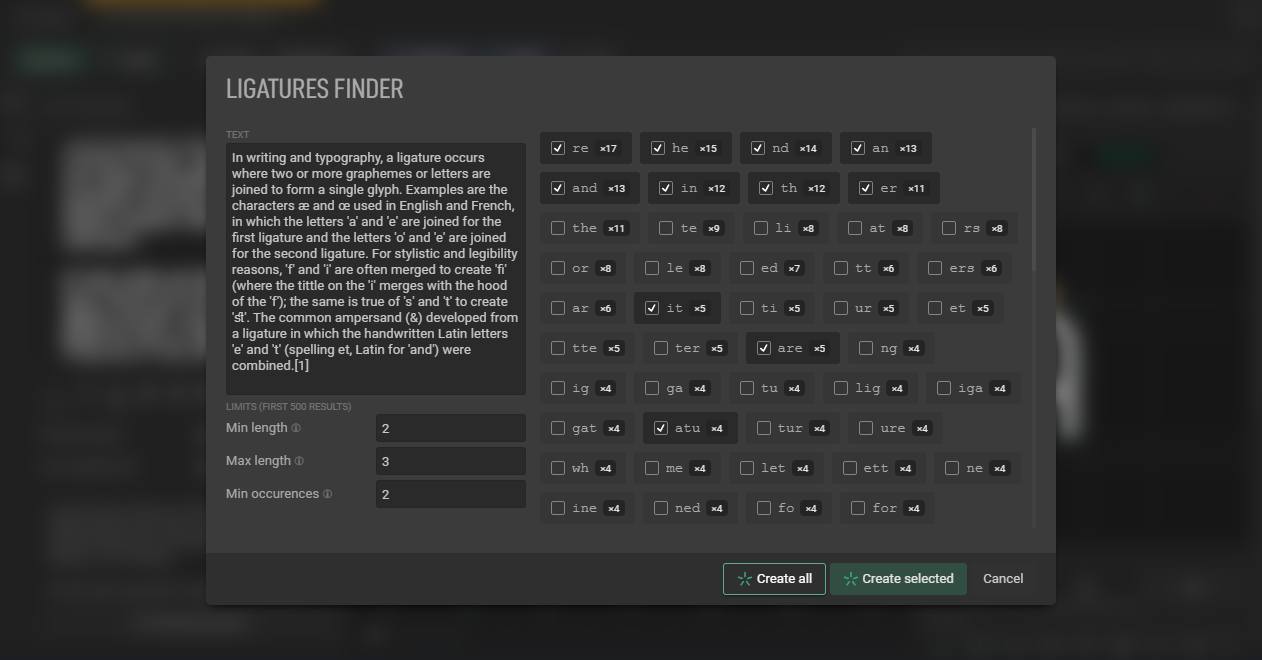 LIGATURES FINDER
TEXT
In writing and typography, a ligature occurs
where two or more graphemes or letters are
joined to form a single glyph. Examples are the
characters æ and œ used in English and French,
in which the letters 'a' and 'e' are joined for the
first ligature and the letters 'o' and 'e' are joined
for the second ligature. For stylistic and legibility
reasons, 'f' and 'i' are often merged to create 'fi'
(where the tittle on the 'i' merges with the hood
of the 'f'); the same is true of 's' and 't' to create
'st'. The common ampersand (&) developed from
a ligature in which the handwritten Latin letters
'e' and 't' (spelling et, Latin for 'and') were
combined.[1]
LIMITS (FIRST 500 RESULTS)
Min length 2
Max length 3
Min occurences 2
re ×17 he ×15 nd ×14 an ×13
and ×13 in ×12 th ×12 er ×11
the ×11 te ×9 li ×8 at ×8 rs ×8
or ×8 le ×8 ed ×7 tt ×6 ers ×6
ar ×6 it ×5 ti ×5 ur ×5 et ×5
tte ×5 ter ×5 are ×5 ng ×4
ig ×4 ga ×4 tu ×4 lig ×4 iga ×4
gat ×4 atu ×4 tur ×4 ure ×4
wh ×4 me ×4 let ×4 ett ×4 ne ×4
ine ×4 ned ×4 fo ×4 for ×4
Create all Create selected Cancel